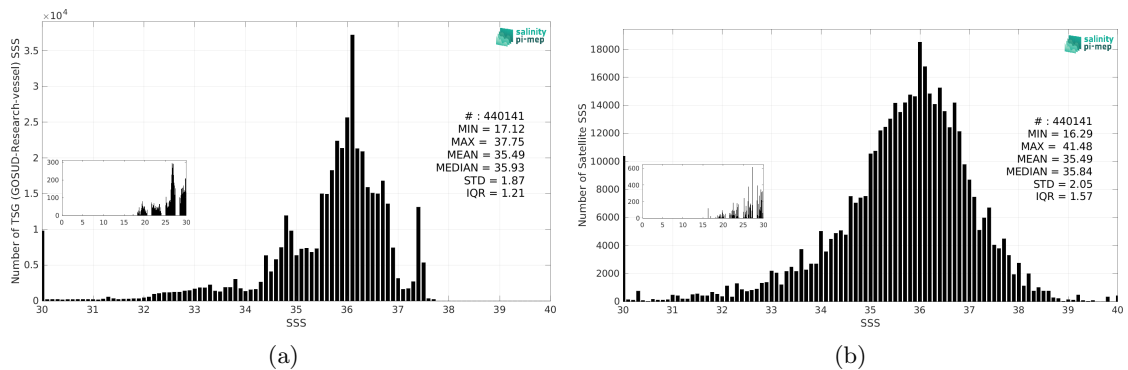 ×10⁴
Number of TSG (GOSUD-Research-vessel) SSS
3.5
3
2.5
2
1.5
1
0.5
0
30 31 32 33 34 35 36 37 38 39 40
SSS
salinity
pi-mep
# : 440141
MIN = 17.12
MAX = 37.75
MEAN = 35.49
MEDIAN = 35.93
STD = 1.87
IQR = 1.21
300
200
100
0
0 5 10 15 20 25 30
(a)
Number of Satellite SSS
18000
16000
14000
12000
10000
8000
6000
4000
2000
0
30 31 32 33 34 35 36 37 38 39 40
SSS
salinity
pi-mep
# : 440141
MIN = 16.29
MAX = 41.48
MEAN = 35.49
MEDIAN = 35.84
STD = 2.05
IQR = 1.57
600
400
200
0
0 5 10 15 20 25 30
(b)